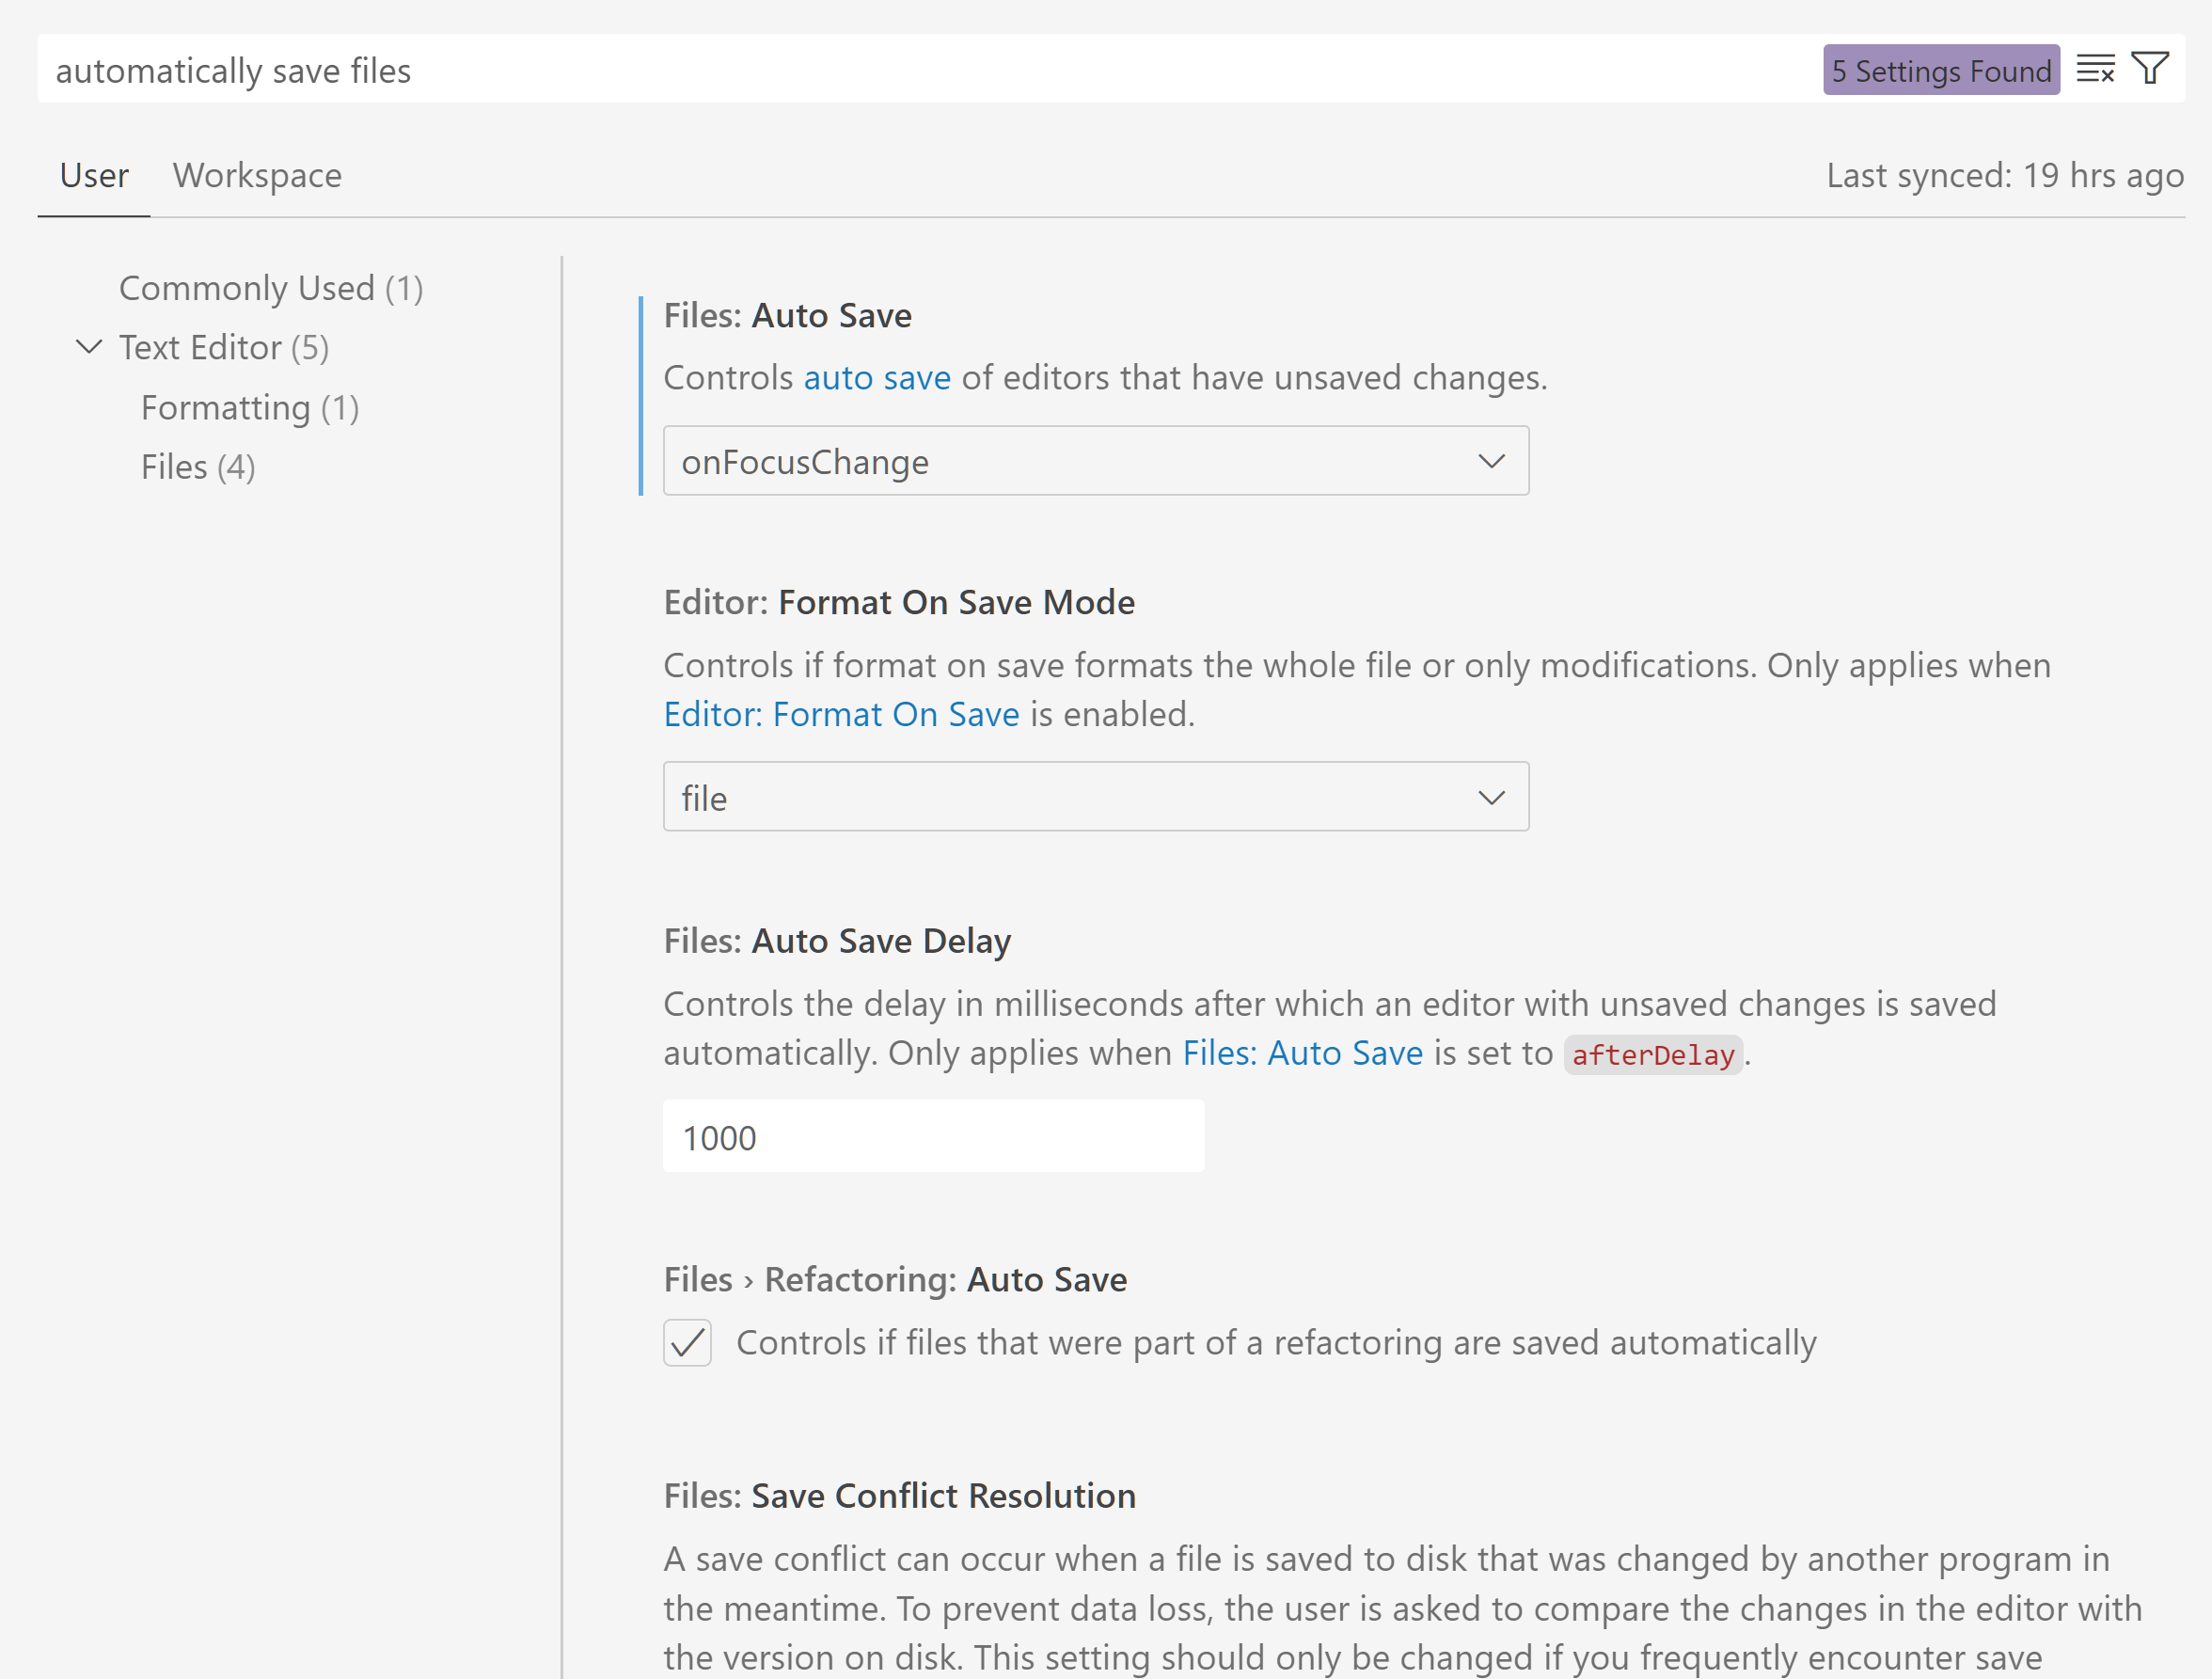 automatically save files
5 Settings Found
User
Workspace
Last synced: 19 hrs ago
Commonly Used (1)
Text Editor (5)
Formatting (1)
Files (4)
Files: Auto Save
Controls auto save of editors that have unsaved changes.
onFocusChange
Editor: Format On Save Mode
Controls if format on save formats the whole file or only modifications. Only applies when
Editor: Format On Save is enabled.
file
Files: Auto Save Delay
Controls the delay in milliseconds after which an editor with unsaved changes is saved
automatically. Only applies when Files: Auto Save is set to afterDelay.
1000
Files › Refactoring: Auto Save
Controls if files that were part of a refactoring are saved automatically
Files: Save Conflict Resolution
A save conflict can occur when a file is saved to disk that was changed by another program in
the meantime. To prevent data loss, the user is asked to compare the changes in the editor with
the version on disk. This setting should only be changed if you frequently encounter save